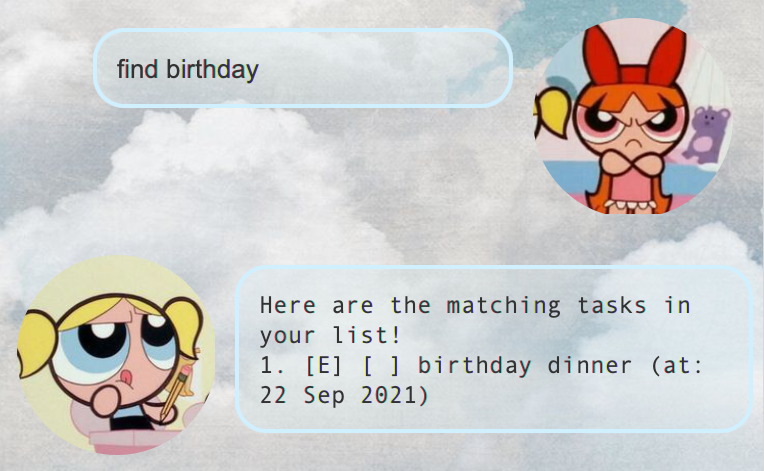 find birthday
Here are the matching tasks in
your list!
1. [E] [ ] birthday dinner (at:
22 Sep 2021)